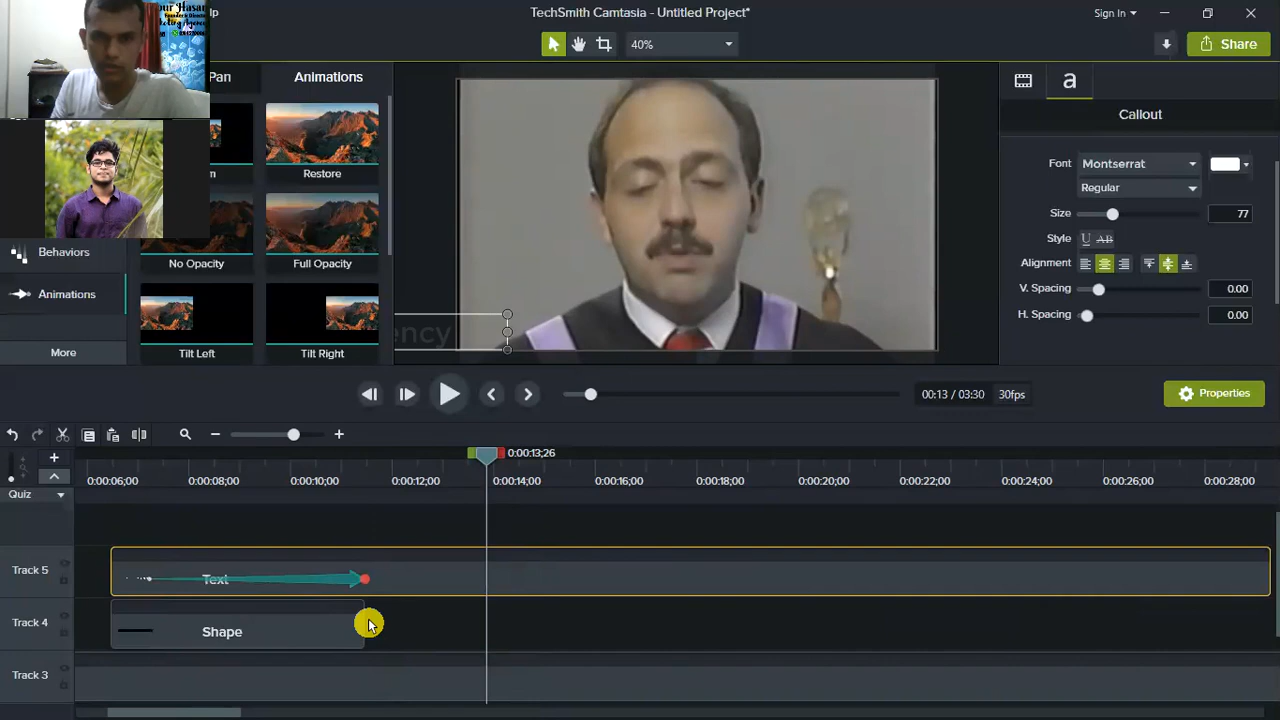 TechSmith Camtasia - Untitled Project*
Sign In
40%
Share
Pan
Animations
Restore
No Opacity
Full Opacity
Tilt Left
Tilt Right
Behaviors
Animations
More
Callout
Font
Montserrat
Regular
Size
77
Style
U
AB
Alignment
V. Spacing
0.00
H. Spacing
0.00
00:13 / 03:30
30fps
Properties
0:00:13;26
0:00:06;00
0:00:08;00
0:00:10;00
0:00:12;00
0:00:14;00
0:00:16;00
0:00:18;00
0:00:20;00
0:00:22;00
0:00:24;00
0:00:26;00
0:00:28;00
Quiz
Track 5
Text
Track 4
Shape
Track 3